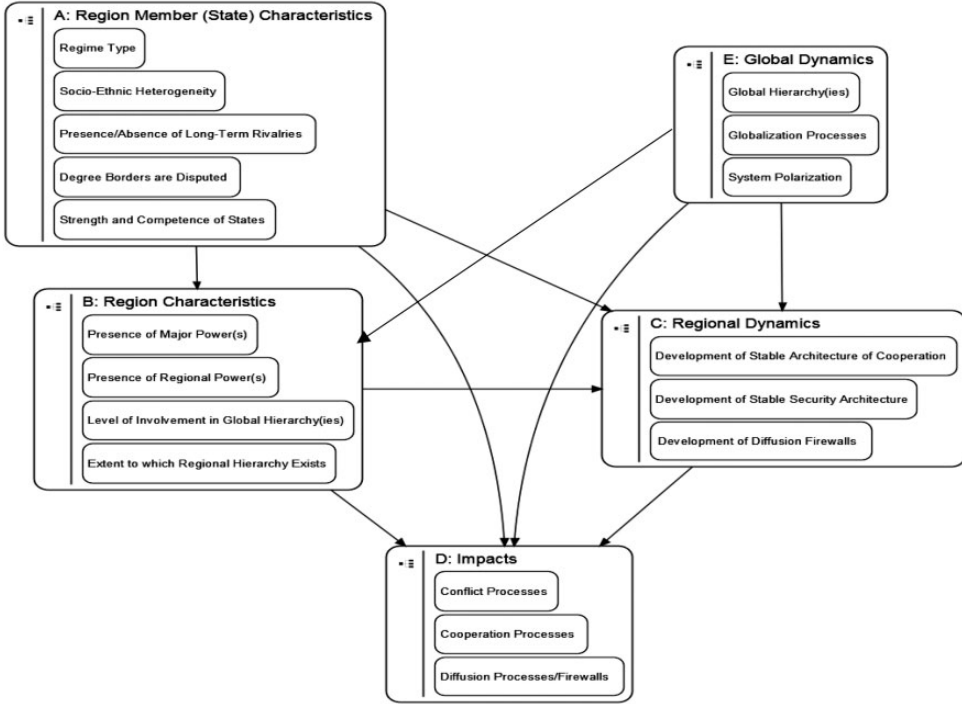 A: Region Member (State) Characteristics
Regime Type
Socio-Ethnic Heterogeneity
Presence/Absence of Long-Term Rivalries
Degree Borders are Disputed
Strength and Competence of States
E: Global Dynamics
Global Hierarchy(ies)
Globalization Processes
System Polarization
B: Region Characteristics
Presence of Major Power(s)
Presence of Regional Power(s)
Level of Involvement in Global Hierarchy(ies)
Extent to which Regional Hierarchy Exists
C: Regional Dynamics
Development of Stable Architecture of Cooperation
Development of Stable Security Architecture
Development of Diffusion Firewalls
D: Impacts
Conflict Processes
Cooperation Processes
Diffusion Processes/Firewalls